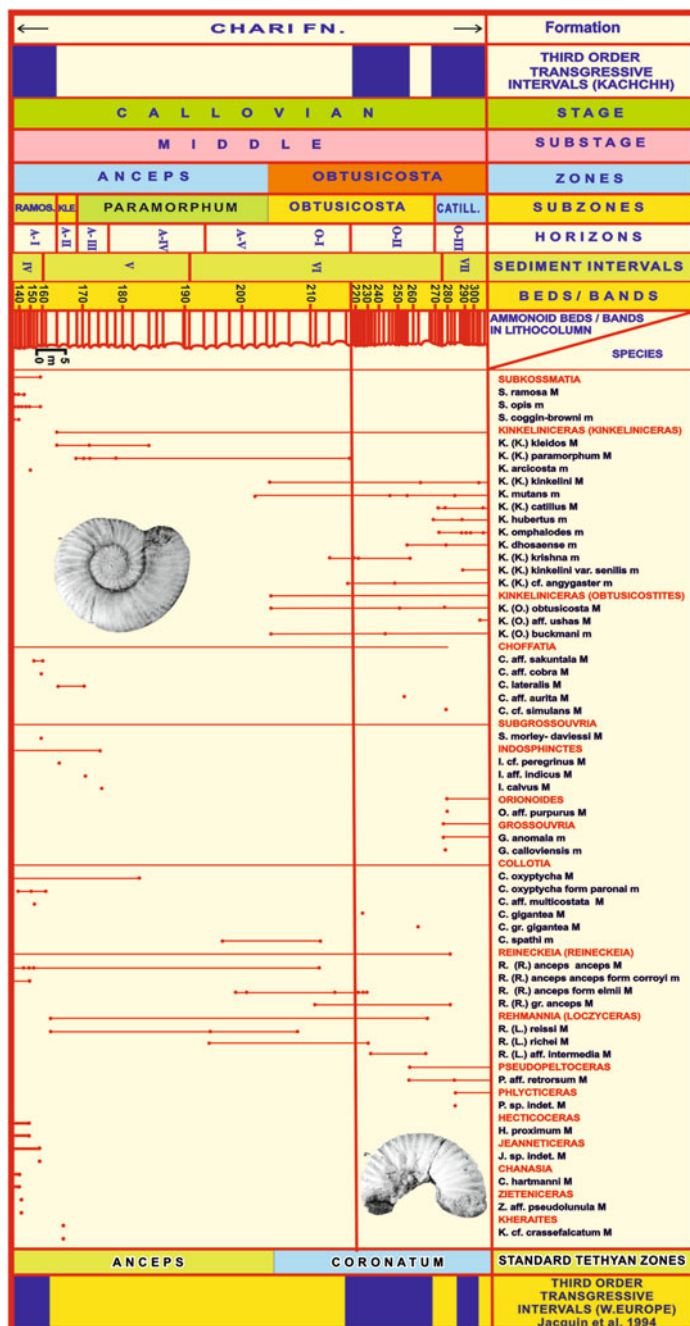 CHARI FN.
Formation
THIRD ORDER
TRANSGRESSIVE
INTERVALS (KACHCHH)
CALLOVIAN
STAGE
MIDDLE
SUBSTAGE
ANCEPS
OBTUSICOSTA
ZONES
RAMOS.
KLE
PARAMORPHUM
OBTUSICOSTA
CATILL.
SUBZONES
A-I
A-II
A-III
A-IV
A-V
O-I
O-II
O-III
HORIZONS
IV
V
VI
VII
SEDIMENT INTERVALS
140
150
160
170
180
190
200
210
220
230
240
250
260
270
280
290
300
BEDS/ BANDS
AMMONOID BEDS / BANDS
IN LITHOCOLUMN
SPECIES
0 5
m
SUBKOSSMATIA
S. ramosa M
S. opis m
S. coggin-browni m
KINKELINICERAS (KINKELINICERAS)
K. (K.) kleidos M
K. (K.) paramorphum M
K. arcicosta m
K. (K.) kinkelini M
K. mutans m
K. (K.) catillus M
K. hubertus m
K. omphalodes m
K. dhosaense m
K. (K.) krishna m
K. (K.) kinkelini var. senilis m
K. (K.) cf. angygaster m
KINKELINICERAS (OBTUSICOSTITES)
K. (O.) obtusicosta M
K. (O.) aff. ushas M
K. (O.) buckmani m
CHOFFATIA
C. aff. sakuntala M
C. aff. cobra M
C. lateralis M
C. aff. aurita M
C. cf. simulans M
SUBGROSSOUVRIA
S. morley- daviessi M
INDOSPHINCTES
I. cf. peregrinus M
I. aff. indicus M
I. calvus M
ORIONOIDES
O. aff. purpurus M
GROSSOUVRIA
G. anomala m
G. calloviensis m
COLLOTIA
C. oxyptycha M
C. oxyptycha form paronai m
C. aff. multicostata M
C. gigantea M
C. gr. gigantea M
C. spathi m
REINECKEIA (REINECKEIA)
R. (R.) anceps anceps M
R. (R.) anceps anceps form corroyi m
R. (R.) anceps form elmii M
R. (R.) gr. anceps M
REHMANNIA (LOCZYCERAS)
R. (L.) reissi M
R. (L.) richei M
R. (L.) aff. intermedia M
PSEUDOPELTOCERAS
P. aff. retrorsum M
PHLYCTICERAS
P. sp. indet. M
HECTICOCERAS
H. proximum M
JEANNETICERAS
J. sp. indet. M
CHANASIA
C. hartmanni M
ZIETENICERAS
Z. aff. pseudolunula M
KHERAITES
K. cf. crassefalcatum M
ANCEPS
CORONATUM
STANDARD TETHYAN ZONES
THIRD ORDER
TRANSGRESSIVE
INTERVALS (W.EUROPE)
Jacquin et al. 1994